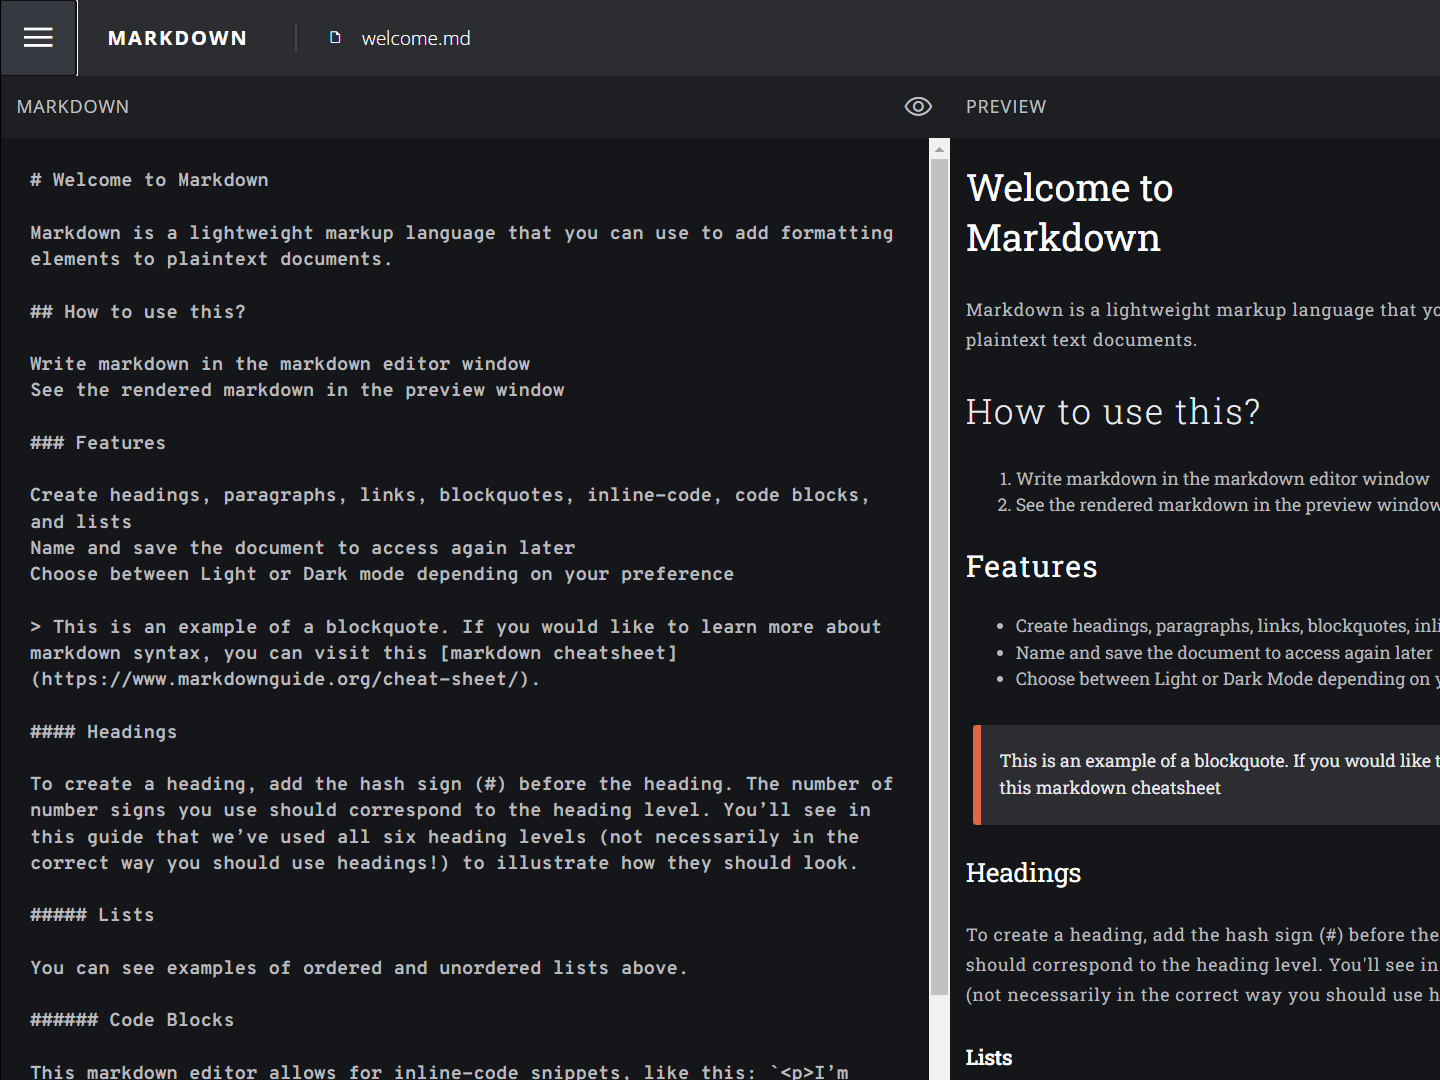 MARKDOWN
welcome.md
MARKDOWN
PREVIEW
# Welcome to Markdown
Markdown is a lightweight markup language that you can use to add formatting
elements to plaintext documents.
## How to use this?
Write markdown in the markdown editor window
See the rendered markdown in the preview window
### Features
Create headings, paragraphs, links, blockquotes, inline-code, code blocks,
and lists
Name and save the document to access again later
Choose between Light or Dark mode depending on your preference
> This is an example of a blockquote. If you would like to learn more about
markdown syntax, you can visit this [markdown cheatsheet]
(https://www.markdownguide.org/cheat-sheet/).
#### Headings
To create a heading, add the hash sign (#) before the heading. The number of
number signs you use should correspond to the heading level. You’ll see in
this guide that we’ve used all six heading levels (not necessarily in the
correct way you should use headings!) to illustrate how they should look.
##### Lists
You can see examples of ordered and unordered lists above.
###### Code Blocks
This markdown editor allows for inline-code snippets, like this: `<p>I’m
Welcome to
Markdown
Markdown is a lightweight markup language that yo
plaintext text documents.
How to use this?
1. Write markdown in the markdown editor window
2. See the rendered markdown in the preview window
Features
• Create headings, paragraphs, links, blockquotes, inli
• Name and save the document to access again later
• Choose between Light or Dark Mode depending on y
This is an example of a blockquote. If you would like t
this markdown cheatsheet
Headings
To create a heading, add the hash sign (#) before the
should correspond to the heading level. You'll see in
(not necessarily in the correct way you should use h
Lists